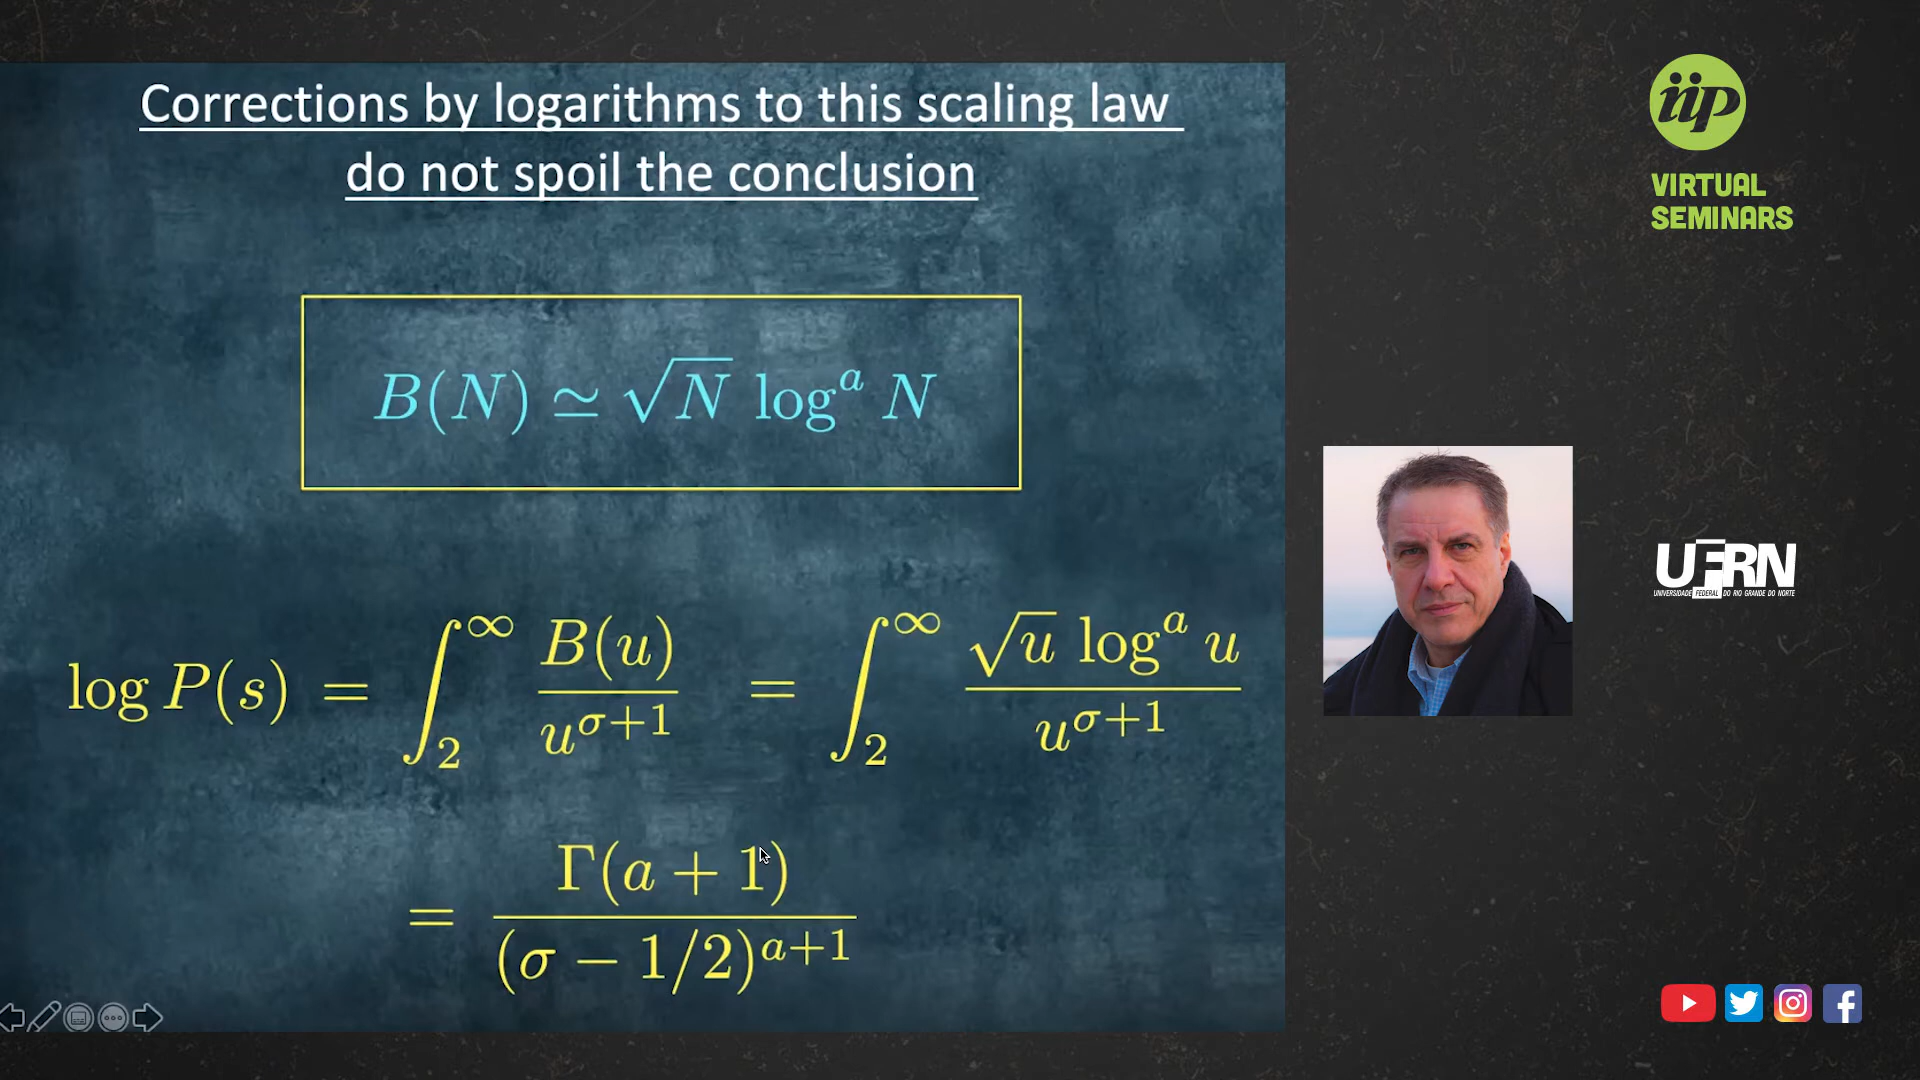 Corrections by logarithms to this scaling law
do not spoil the conclusion
B(N) ≃ √N log^a N
log P(s) = ∫_2^∞ B(u)/u^{σ+1} = ∫_2^∞ √u log^a u/u^{σ+1}
= Γ(a + 1)/(σ − 1/2)^{a+1}
iip
VIRTUAL
SEMINARS
UFRN
UNIVERSIDADE FEDERAL DO RIO GRANDE DO NORTE